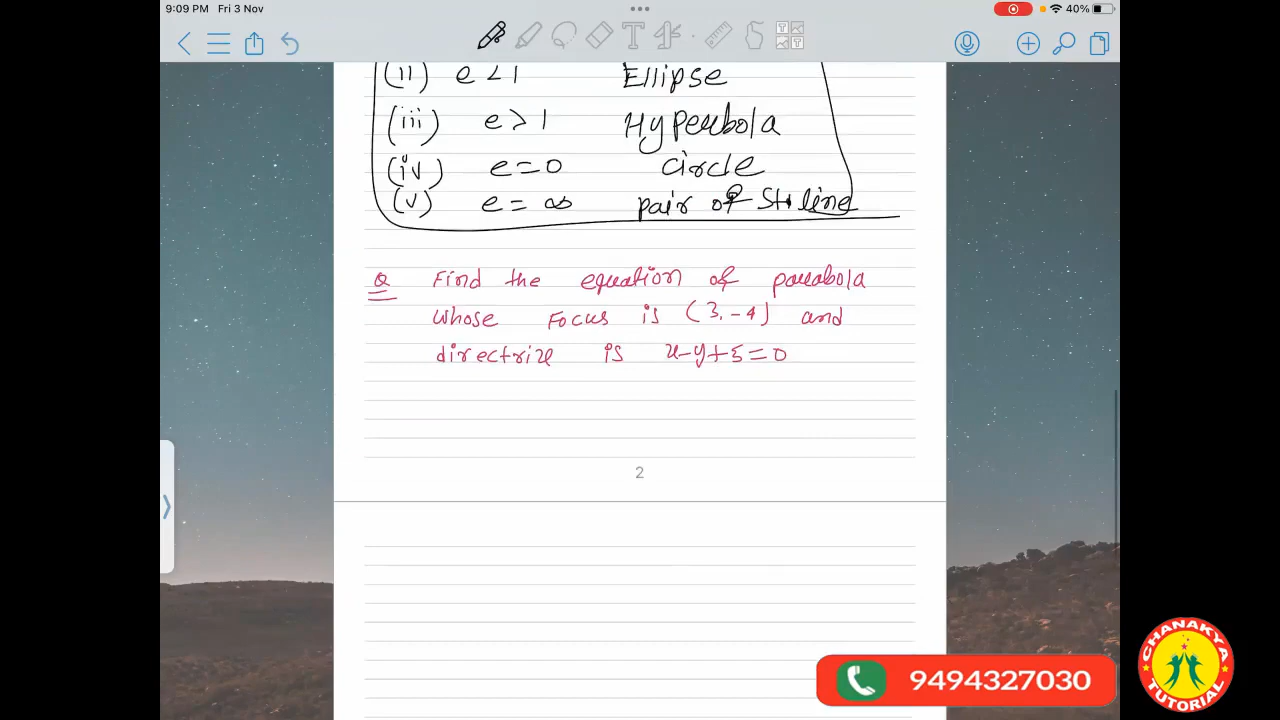 9:09 PM Fri 3 Nov
40%
(ii) e < 1 Ellipse
(iii) e > 1 Hyperbola
(iv) e = 0 circle
(v) e = ∞ pair of St. line
Q Find the equation of parabola
whose Focus is (3, -4) and
directrix is x-y+5=0
2
9494327030
CHANAKYA
TUTORIAL